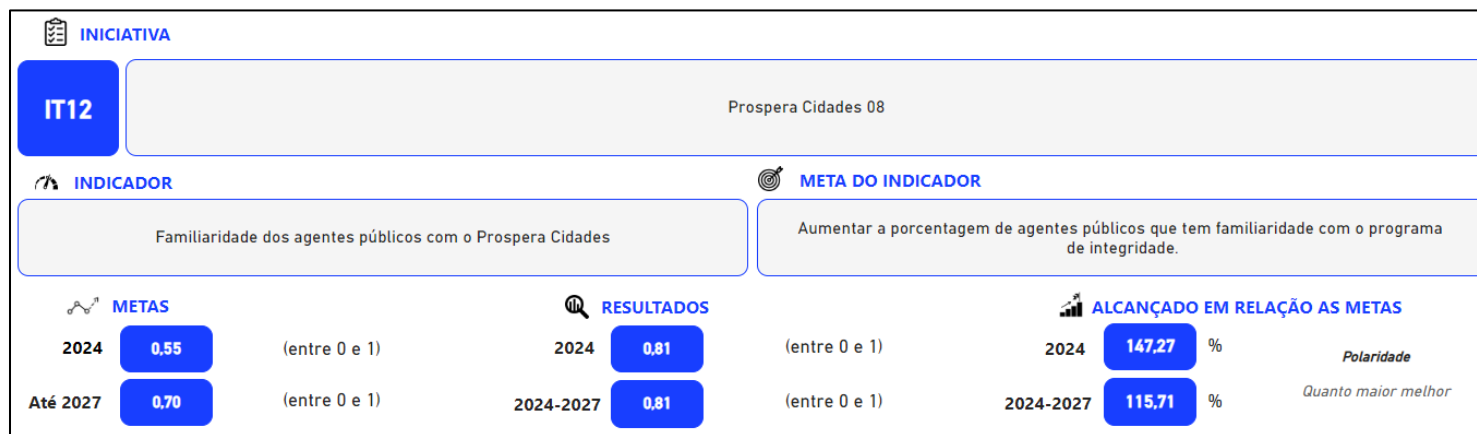 INICIATIVA
IT12
Prospera Cidades 08
INDICADOR
META DO INDICADOR
Familiaridade dos agentes públicos com o Prospera Cidades
Aumentar a porcentagem de agentes públicos que tem familiaridade com o programa
de integridade.
METAS
RESULTADOS
ALCANÇADO EM RELAÇÃO AS METAS
2024 0,55 (entre 0 e 1) 2024 0,81 (entre 0 e 1) 2024 147,27 % Polaridade
Até 2027 0,70 (entre 0 e 1) 2024-2027 0,81 (entre 0 e 1) 2024-2027 115,71 % Quanto maior melhor